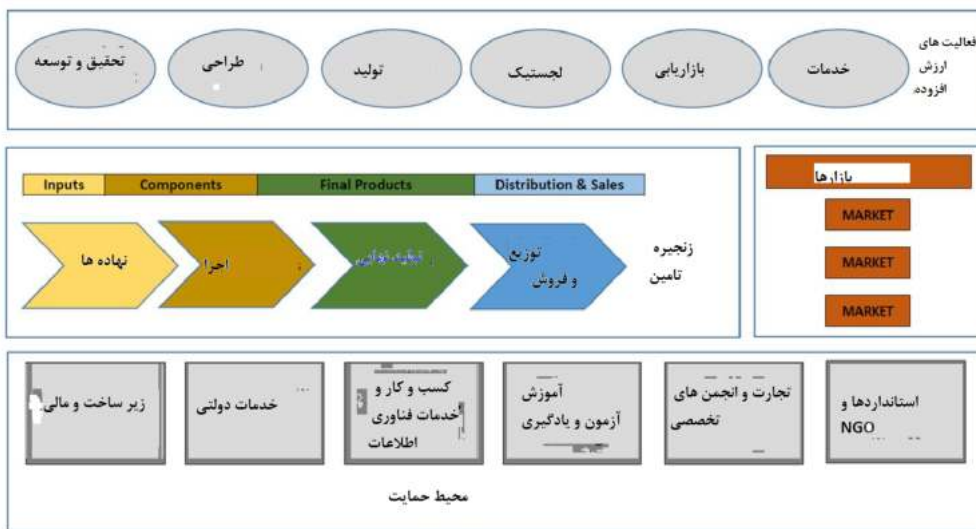 فعالیت های
ارزش
افزوده
خدمات
بازاریابی
لجستیک
تولید
طراحی
تحقیق و توسعه
Inputs
Components
Final Products
Distribution & Sales
نهاده ها
اجزا
توزیع
و فروش
زنجیره
تامین
بازارها
MARKET
MARKET
MARKET
استانداردها و
NGO
تجارت و انجمن های
تخصصی
آموزش
آزمون و یادگیری
کسب و کار و
خدمات فناوری
اطلاعات
خدمات دولتی
زیر ساخت و مالی
محیط حمایت